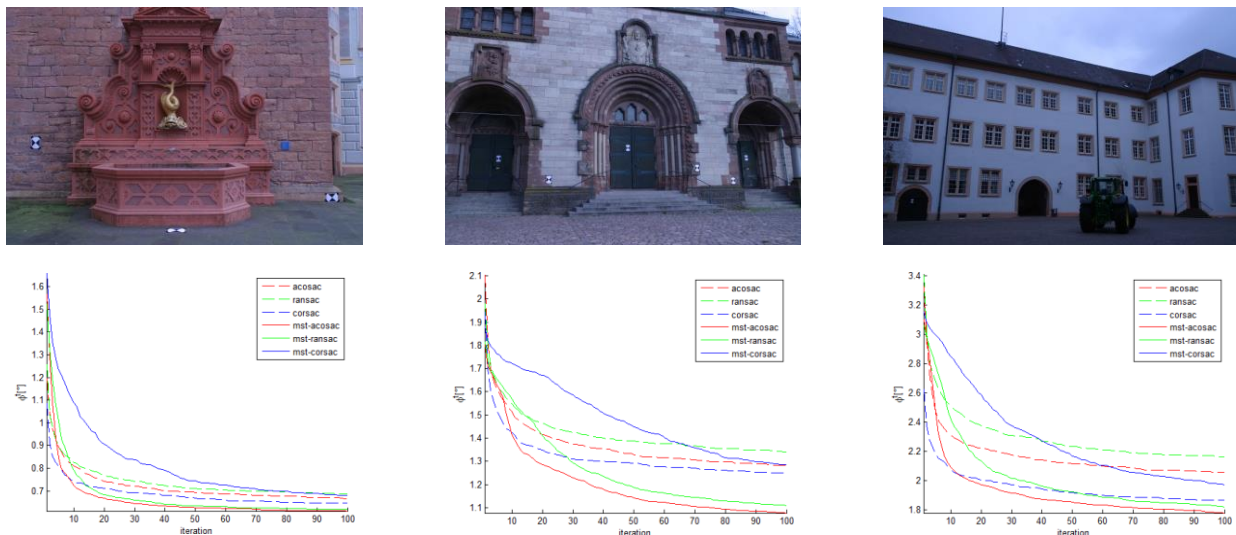 1.6
1.5
1.4
1.3
1.2
1.1
1
0.9
0.8
0.7
acosac
ransac
corsac
mst-acosac
mst-ransac
mst-corsac
10 20 30 40 50 60 70 80 90 100
iteration
2.1
2
1.9
1.8
1.7
1.6
1.5
1.4
1.3
1.2
1.1
acosac
ransac
corsac
mst-acosac
mst-ransac
mst-corsac
10 20 30 40 50 60 70 80 90 100
iteration
3.4
3.2
3
2.8
2.6
2.4
2.2
2
1.8
acosac
ransac
corsac
mst-acosac
mst-ransac
mst-corsac
10 20 30 40 50 60 70 80 90 100
iteration